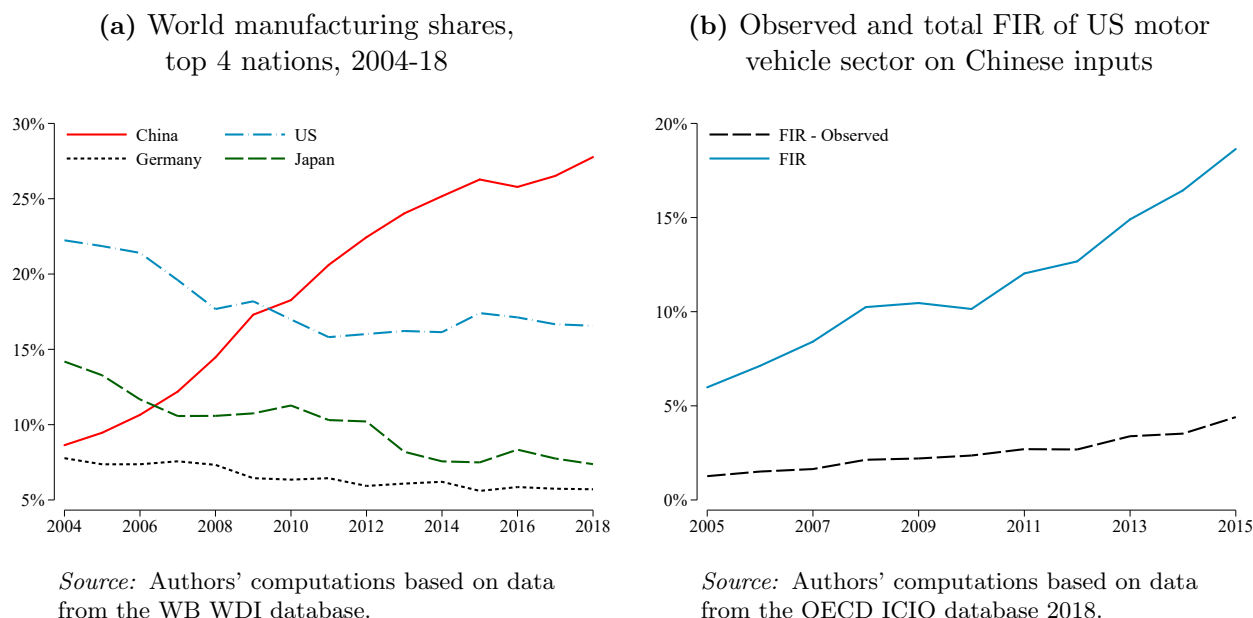 (a) World manufacturing shares,
top 4 nations, 2004-18
30%
25%
20%
15%
10%
5%
China
US
Germany
Japan
2004 2006 2008 2010 2012 2014 2016 2018
Source: Authors' computations based on data
from the WB WDI database.
(b) Observed and total FIR of US motor
vehicle sector on Chinese inputs
20%
15%
10%
5%
0%
FIR - Observed
FIR
2005 2007 2009 2011 2013 2015
Source: Authors' computations based on data
from the OECD ICIO database 2018.